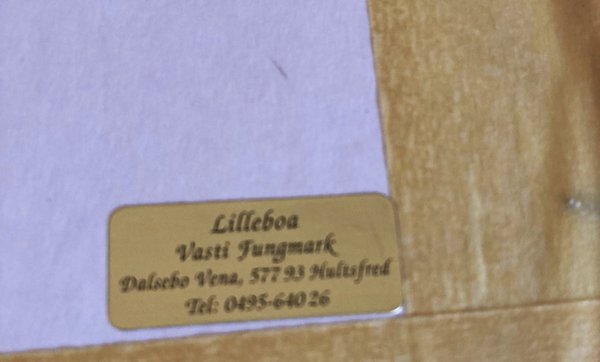 Lilleboa
Vasti Jungmark
Dalsebo Vena, 577 93 Hultsfred
Tel: 0495-640 26